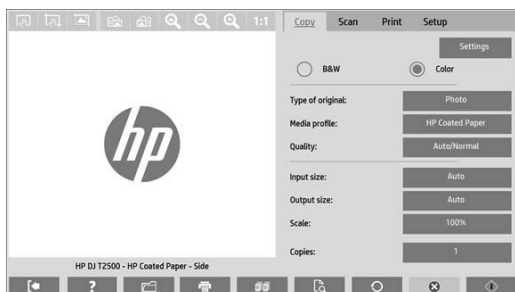 1:1
Copy Scan Print Setup
Settings
B&W Color
hp
Type of original: Photo
Media profile: HP Coated Paper
Quality: Auto/Normal
Input size: Auto
Output size: Auto
Scale: 100%
Copies: 1
HP DJ T2500 - HP Coated Paper - Side
?